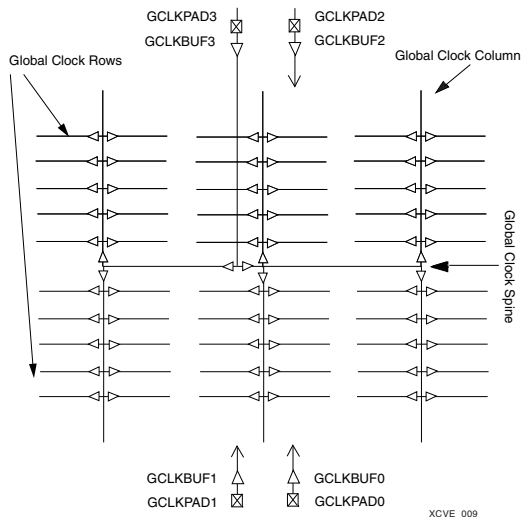 GCLKPAD3 GCLKPAD2
GCLKBUF3 GCLKBUF2
Global Clock Rows
Global Clock Column
Global Clock Spine
GCLKBUF1 GCLKBUF0
GCLKPAD1 GCLKPAD0
XCVE_009